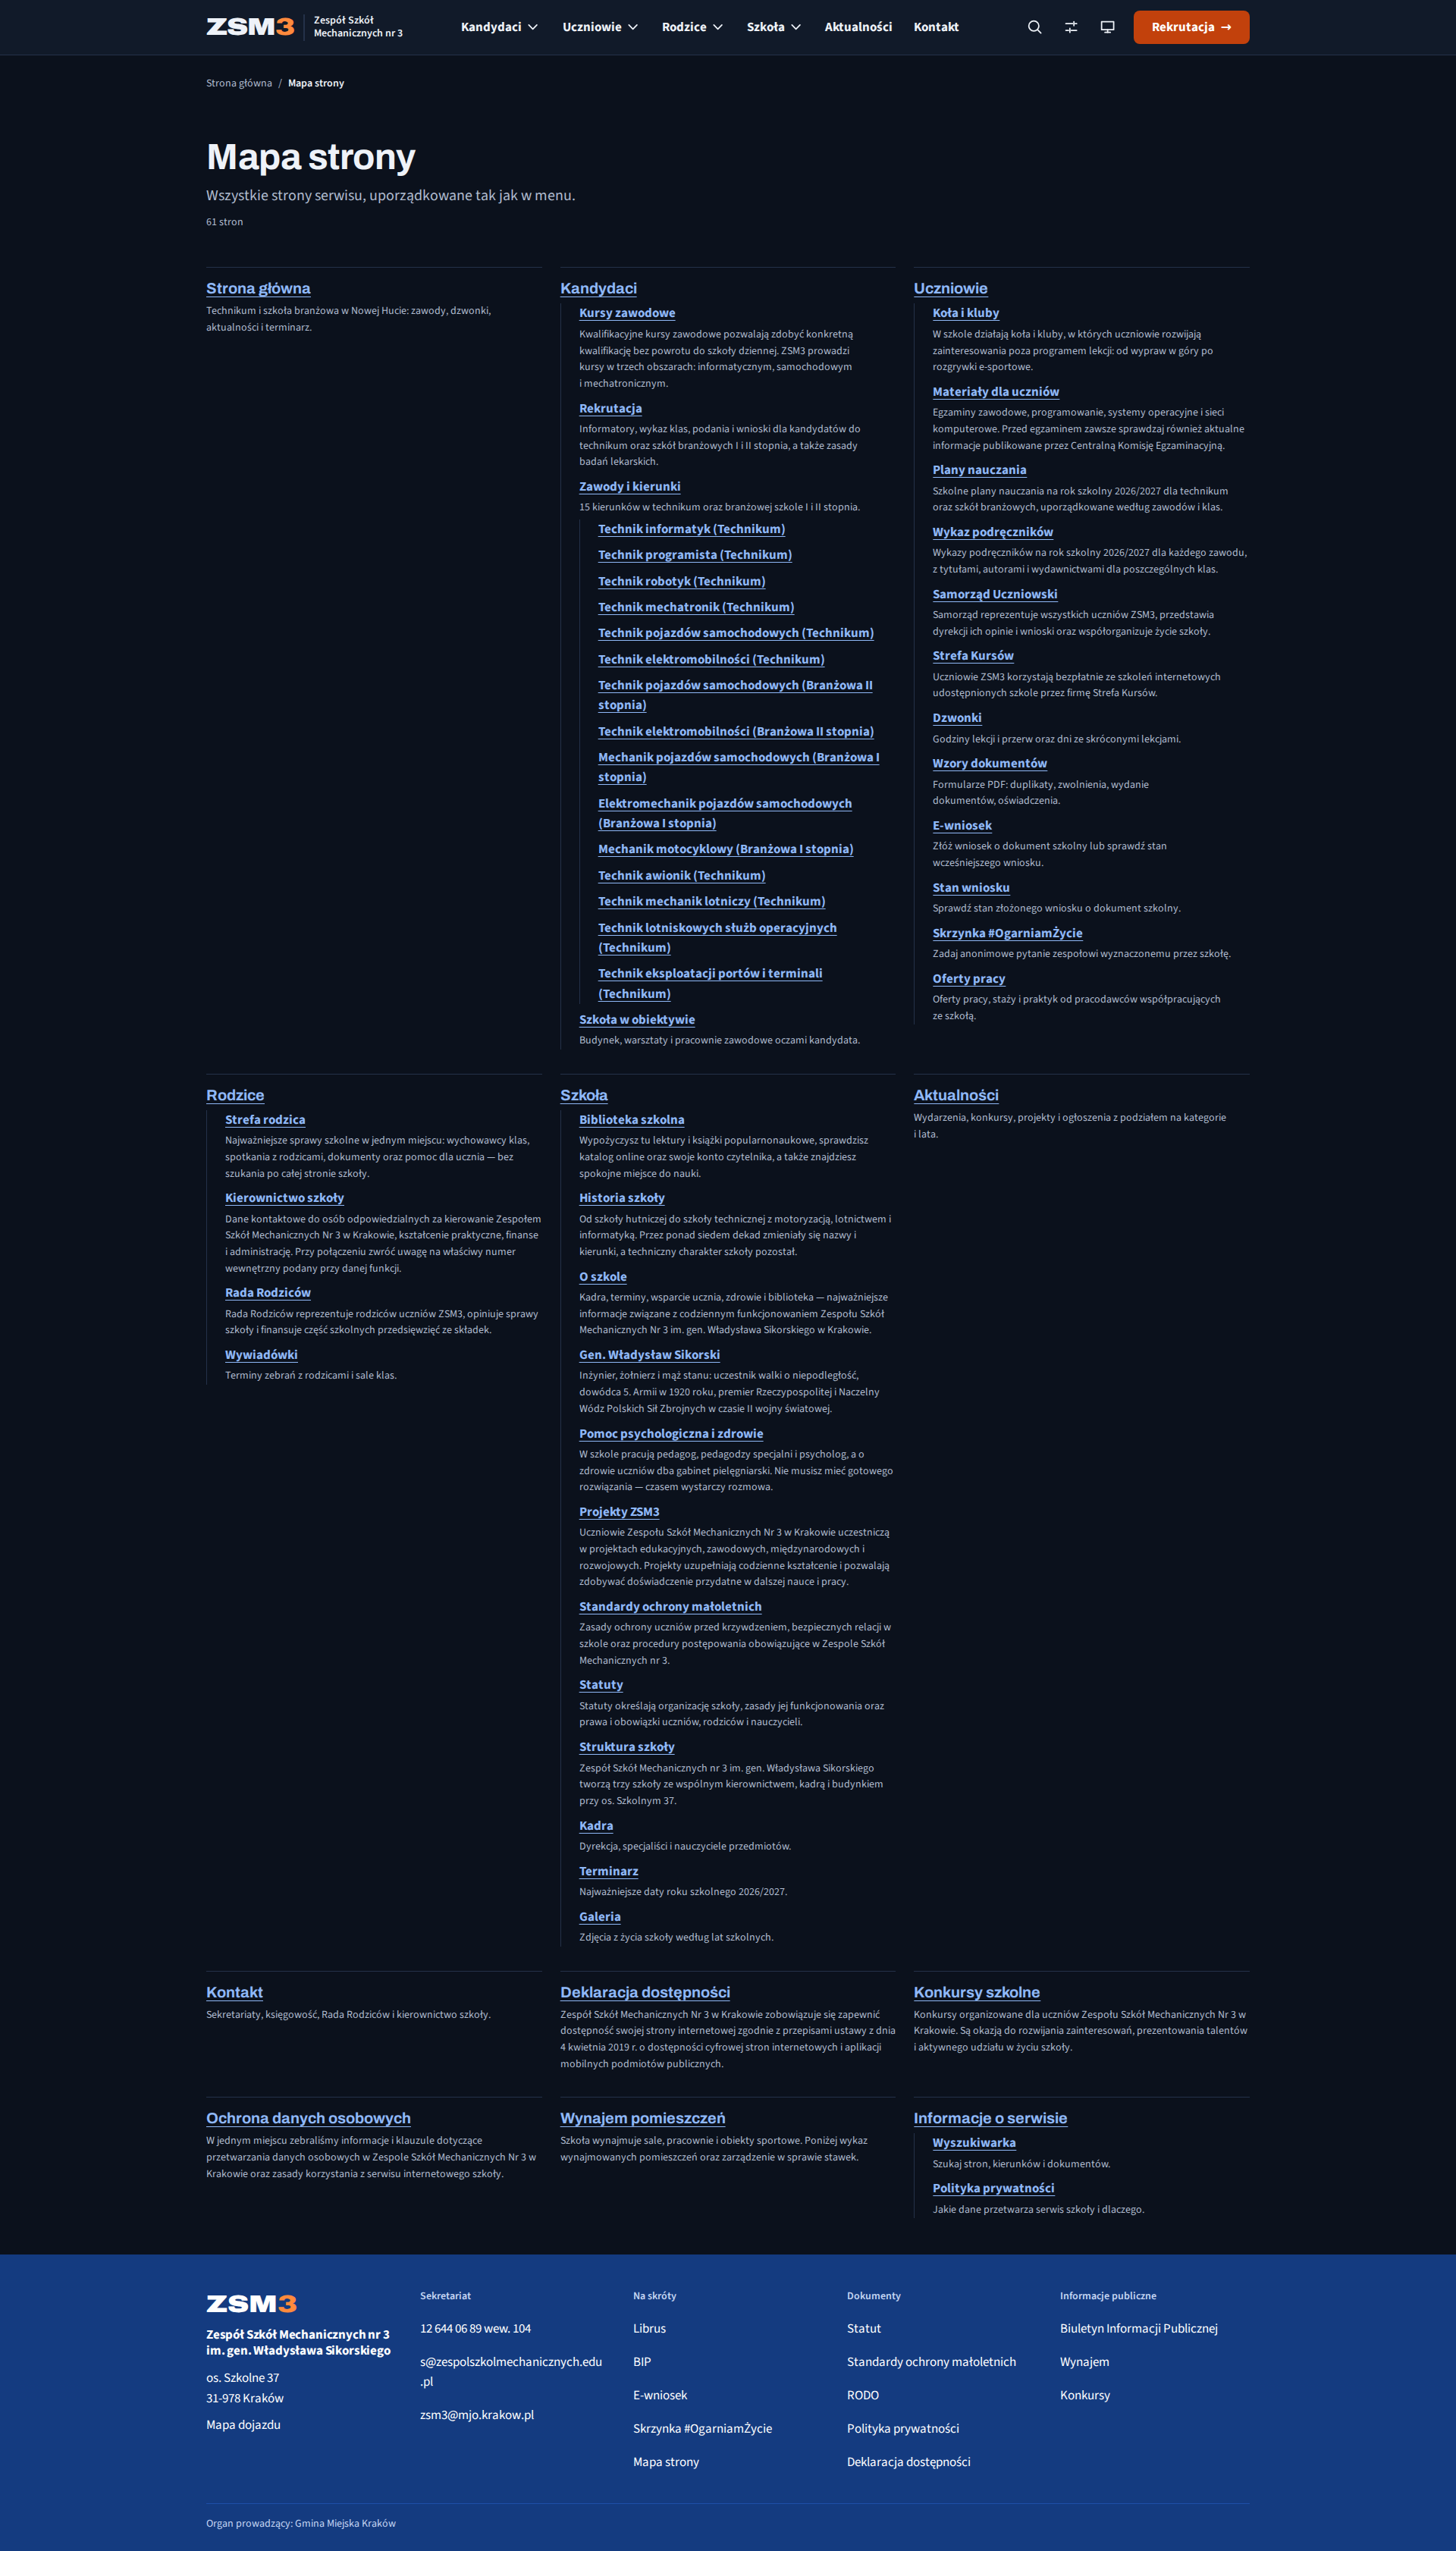 ZSM3
Zespół Szkół
Mechanicznych nr 3
Kandydaci
Uczniowie
Rodzice
Szkoła
Aktualności
Kontakt
Rekrutacja →
Strona główna / Mapa strony
Mapa strony
Wszystkie strony serwisu, uporządkowane tak jak w menu.
61 stron
Strona główna
Technikum i szkoła branżowa w Nowej Hucie: zawody, dzwonki,
aktualności i terminarz.
Kandydaci
Kursy zawodowe
Kwalifikacyjne kursy zawodowe pozwalają zdobyć konkretną
kwalifikację bez powrotu do szkoły dziennej. ZSM3 prowadzi
kursy w trzech obszarach: informatycznym, samochodowym
i mechatronicznym.
Rekrutacja
Informatory, wykaz klas, podania i wnioski dla kandydatów do
technikum oraz szkół branżowych I i II stopnia, a także zasady
badań lekarskich.
Zawody i kierunki
15 kierunków w technikum oraz branżowej szkole I i II stopnia.
Technik informatyk (Technikum)
Technik programista (Technikum)
Technik robotyk (Technikum)
Technik mechatronik (Technikum)
Technik pojazdów samochodowych (Technikum)
Technik elektromobilności (Technikum)
Technik pojazdów samochodowych (Branżowa II
stopnia)
Technik elektromobilności (Branżowa II stopnia)
Mechanik pojazdów samochodowych (Branżowa I
stopnia)
Elektromechanik pojazdów samochodowych
(Branżowa I stopnia)
Mechanik motocyklowy (Branżowa I stopnia)
Technik awionik (Technikum)
Technik mechanik lotniczy (Technikum)
Technik lotniskowych służb operacyjnych
(Technikum)
Technik eksploatacji portów i terminali
(Technikum)
Szkoła w obiektywie
Budynek, warsztaty i pracownie zawodowe oczami kandydata.
Uczniowie
Koła i kluby
W szkole działają koła i kluby, w których uczniowie rozwijają
zainteresowania poza programem lekcji: od wypraw w góry po
rozgrywki e-sportowe.
Materiały dla uczniów
Egzaminy zawodowe, programowanie, systemy operacyjne i sieci
komputerowe. Przed egzaminem zawsze sprawdzaj również aktualne
informacje publikowane przez Centralną Komisję Egzaminacyjną.
Plany nauczania
Szkolne plany nauczania na rok szkolny 2026/2027 dla technikum
oraz szkół branżowych, uporządkowane według zawodów i klas.
Wykaz podręczników
Wykazy podręczników na rok szkolny 2026/2027 dla każdego zawodu,
z tytułami, autorami i wydawnictwami dla poszczególnych klas.
Samorząd Uczniowski
Samorząd reprezentuje wszystkich uczniów ZSM3, przedstawia
dyrekcji ich opinie i wnioski oraz współorganizuje życie szkoły.
Strefa Kursów
Uczniowie ZSM3 korzystają bezpłatnie ze szkoleń internetowych
udostępnionych szkole przez firmę Strefa Kursów.
Dzwonki
Godziny lekcji i przerw oraz dni ze skróconymi lekcjami.
Wzory dokumentów
Formularze PDF: duplikaty, zwolnienia, wydanie
dokumentów, oświadczenia.
E-wniosek
Złóż wniosek o dokument szkolny lub sprawdź stan
wcześniejszego wniosku.
Stan wniosku
Sprawdź stan złożonego wniosku o dokument szkolny.
Skrzynka #OgarniamŻycie
Zadaj anonimowe pytanie zespołowi wyznaczonemu przez szkołę.
Oferty pracy
Oferty pracy, staży i praktyk od pracodawców współpracujących
ze szkołą.
Rodzice
Strefa rodzica
Najważniejsze sprawy szkolne w jednym miejscu: wychowawcy klas,
spotkania z rodzicami, dokumenty oraz pomoc dla ucznia — bez
szukania po całej stronie szkoły.
Kierownictwo szkoły
Dane kontaktowe do osób odpowiedzialnych za kierowanie Zespołem
Szkół Mechanicznych Nr 3 w Krakowie, kształcenie praktyczne, finanse
i administrację. Przy połączeniu zwróć uwagę na właściwy numer
wewnętrzny podany przy danej funkcji.
Rada Rodziców
Rada Rodziców reprezentuje rodziców uczniów ZSM3, opiniuje sprawy
szkoły i finansuje część szkolnych przedsięwzięć ze składek.
Wywiadówki
Terminy zebrań z rodzicami i sale klas.
Szkoła
Biblioteka szkolna
Wypożyczysz tu lektury i książki popularnonaukowe, sprawdzisz
katalog online oraz swoje konto czytelnika, a także znajdziesz
spokojne miejsce do nauki.
Historia szkoły
Od szkoły hutniczej do szkoły technicznej z motoryzacją, lotnictwem i
informatyką. Przez ponad siedem dekad zmieniały się nazwy i
kierunki, a techniczny charakter szkoły pozostał.
O szkole
Kadra, terminy, wsparcie ucznia, zdrowie i biblioteka — najważniejsze
informacje związane z codziennym funkcjonowaniem Zespołu Szkół
Mechanicznych Nr 3 im. gen. Władysława Sikorskiego w Krakowie.
Gen. Władysław Sikorski
Inżynier, żołnierz i mąż stanu: uczestnik walki o niepodległość,
dowódca 5. Armii w 1920 roku, premier Rzeczypospolitej i Naczelny
Wódz Polskich Sił Zbrojnych w czasie II wojny światowej.
Pomoc psychologiczna i zdrowie
W szkole pracują pedagog, pedagodzy specjalni i psycholog, a o
zdrowie uczniów dba gabinet pielęgniarski. Nie musisz mieć gotowego
rozwiązania — czasem wystarczy rozmowa.
Projekty ZSM3
Uczniowie Zespołu Szkół Mechanicznych Nr 3 w Krakowie uczestniczą
w projektach edukacyjnych, zawodowych, międzynarodowych i
rozwojowych. Projekty uzupełniają codzienne kształcenie i pozwalają
zdobywać doświadczenie przydatne w dalszej nauce i pracy.
Standardy ochrony małoletnich
Zasady ochrony uczniów przed krzywdzeniem, bezpiecznych relacji w
szkole oraz procedury postępowania obowiązujące w Zespole Szkół
Mechanicznych nr 3.
Statuty
Statuty określają organizację szkoły, zasady jej funkcjonowania oraz
prawa i obowiązki uczniów, rodziców i nauczycieli.
Struktura szkoły
Zespół Szkół Mechanicznych nr 3 im. gen. Władysława Sikorskiego
tworzą trzy szkoły ze wspólnym kierownictwem, kadrą i budynkiem
przy os. Szkolnym 37.
Kadra
Dyrekcja, specjaliści i nauczyciele przedmiotów.
Terminarz
Najważniejsze daty roku szkolnego 2026/2027.
Galeria
Zdjęcia z życia szkoły według lat szkolnych.
Aktualności
Wydarzenia, konkursy, projekty i ogłoszenia z podziałem na kategorie
i lata.
Kontakt
Sekretariaty, księgowość, Rada Rodziców i kierownictwo szkoły.
Deklaracja dostępności
Zespół Szkół Mechanicznych Nr 3 w Krakowie zobowiązuje się zapewnić
dostępność swojej strony internetowej zgodnie z przepisami ustawy z dnia
4 kwietnia 2019 r. o dostępności cyfrowej stron internetowych i aplikacji
mobilnych podmiotów publicznych.
Konkursy szkolne
Konkursy organizowane dla uczniów Zespołu Szkół Mechanicznych Nr 3 w
Krakowie. Są okazją do rozwijania zainteresowań, prezentowania talentów
i aktywnego udziału w życiu szkoły.
Ochrona danych osobowych
W jednym miejscu zebraliśmy informacje i klauzule dotyczące
przetwarzania danych osobowych w Zespole Szkół Mechanicznych Nr 3 w
Krakowie oraz zasady korzystania z serwisu internetowego szkoły.
Wynajem pomieszczeń
Szkoła wynajmuje sale, pracownie i obiekty sportowe. Poniżej wykaz
wynajmowanych pomieszczeń oraz zarządzenie w sprawie stawek.
Informacje o serwisie
Wyszukiwarka
Szukaj stron, kierunków i dokumentów.
Polityka prywatności
Jakie dane przetwarza serwis szkoły i dlaczego.
ZSM3
Zespół Szkół Mechanicznych nr 3
im. gen. Władysława Sikorskiego
os. Szkolne 37
31-978 Kraków
Mapa dojazdu
Sekretariat
12 644 06 89 wew. 104
s@zespolszkolmechanicznych.edu
.pl
zsm3@mjo.krakow.pl
Na skróty
Librus
BIP
E-wniosek
Skrzynka #OgarniamŻycie
Mapa strony
Dokumenty
Statut
Standardy ochrony małoletnich
RODO
Polityka prywatności
Deklaracja dostępności
Informacje publiczne
Biuletyn Informacji Publicznej
Wynajem
Konkursy
Organ prowadzący: Gmina Miejska Kraków